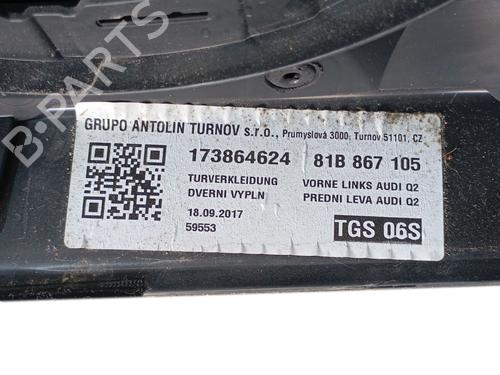 B-PARTS
GRUPO ANTOLIN TURNOV s.r.o., Prumyslová 3000, Turnov 51101, CZ
173864624 81B 867 105
TURVERKLEIDUNG VORNE LINKS AUDI Q2
DVERNI VYPLN PREDNI LEVA AUDI Q2
18.09.2017
59553
TGS 06S